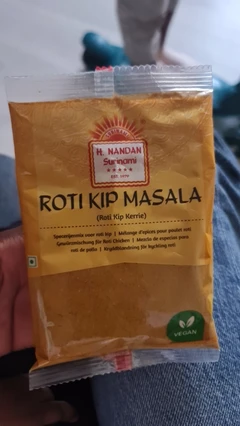 H. NANDAN
Surinami
EST. 1970
ROTI KIP MASALA
(Roti Kip Kerrie)
Specerijenmix voor roti kip | Mélange d'épices pour poulet roti
Gewürzmischung für Roti Chicken | Mezcla de especias para
roti de pollo | Kryddblandning för kyckling roti
VEGAN